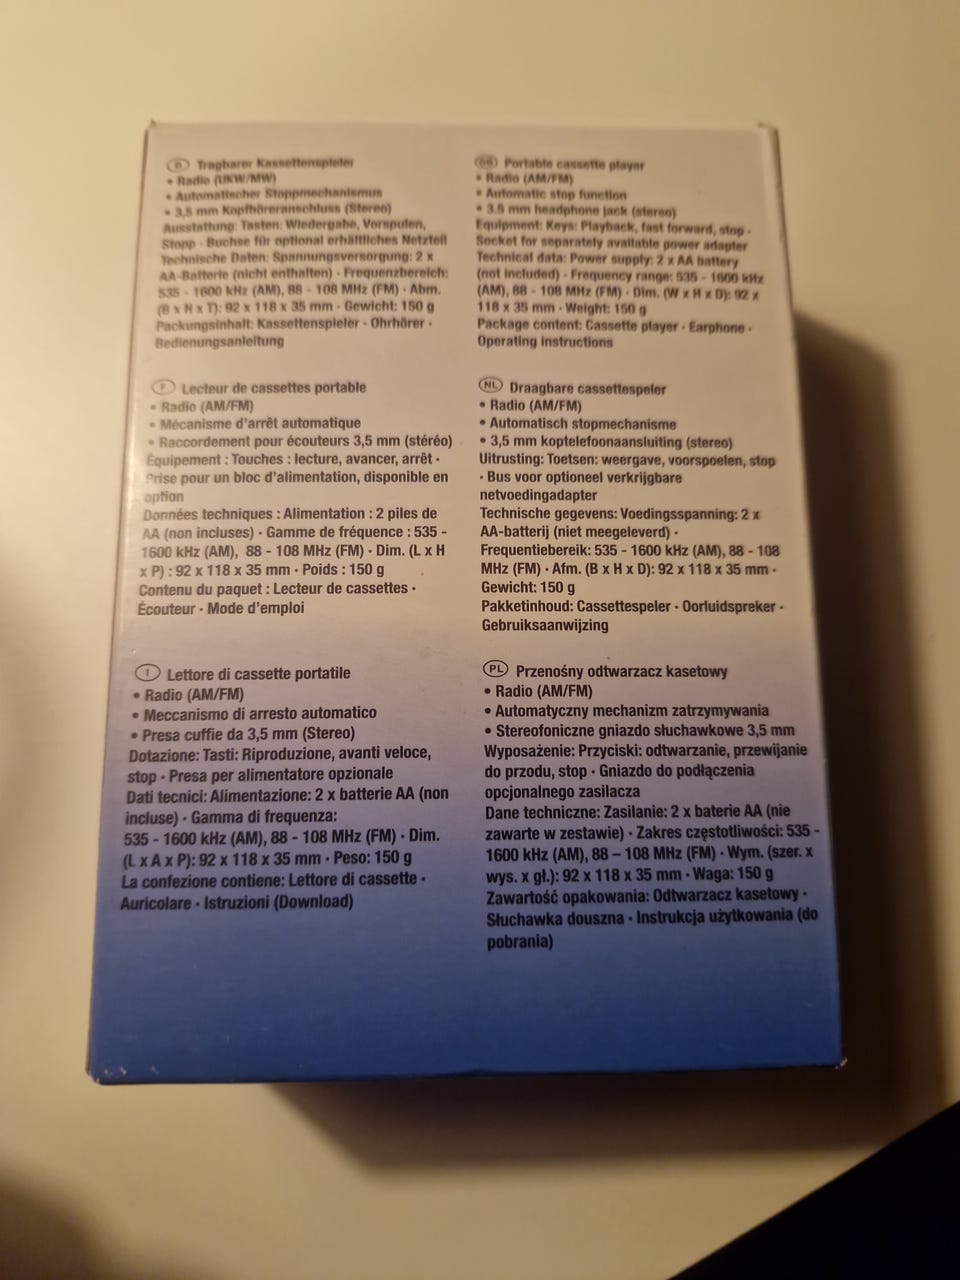 D Tragbarer Kassettenspieler
• Radio (UKW/MW)
• Automatischer Stoppmechanismus
• 3,5 mm Kopfhöreranschluss (Stereo)
Ausstattung: Tasten: Wiedergabe, Vorspulen,
Stopp · Buchse für optional erhältliches Netzteil
Technische Daten: Spannungsversorgung: 2 x
AA-Batterie (nicht enthalten) · Frequenzbereich:
535 - 1600 kHz (AM), 88 - 108 MHz (FM) · Abm.
(B x H x T): 92 x 118 x 35 mm · Gewicht: 150 g
Packungsinhalt: Kassettenspieler · Ohrhörer ·
Bedienungsanleitung
GB Portable cassette player
• Radio (AM/FM)
• Automatic stop function
• 3.5 mm headphone jack (stereo)
Equipment: Keys: Playback, fast forward, stop ·
Socket for separately available power adapter
Technical data: Power supply: 2 x AA battery
(not included) · Frequency range: 535 - 1600 kHz
(AM), 88 - 108 MHz (FM) · Dim. (W x H x D): 92 x
118 x 35 mm · Weight: 150 g
Package content: Cassette player · Earphone ·
Operating instructions
F Lecteur de cassettes portable
• Radio (AM/FM)
• Mécanisme d'arrêt automatique
• Raccordement pour écouteurs 3,5 mm (stéréo)
Équipement : Touches : lecture, avancer, arrêt ·
Prise pour un bloc d'alimentation, disponible en
option
Données techniques : Alimentation : 2 piles de
AA (non incluses) · Gamme de fréquence : 535 -
1600 kHz (AM), 88 - 108 MHz (FM) · Dim. (L x H
x P) : 92 x 118 x 35 mm · Poids : 150 g
Contenu du paquet : Lecteur de cassettes ·
Écouteur · Mode d'emploi
NL Draagbare cassettespeler
• Radio (AM/FM)
• Automatisch stopmechanisme
• 3,5 mm koptelefoonaansluiting (stereo)
Uitrusting: Toetsen: weergave, voorspoelen, stop
· Bus voor optioneel verkrijgbare
netvoedingadapter
Technische gegevens: Voedingsspanning: 2 x
AA-batterij (niet meegeleverd) ·
Frequentiebereik: 535 - 1600 kHz (AM), 88 - 108
MHz (FM) · Afm. (B x H x D): 92 x 118 x 35 mm ·
Gewicht: 150 g
Pakketinhoud: Cassettespeler · Oorluidspreker ·
Gebruiksaanwijzing
I Lettore di cassette portatile
• Radio (AM/FM)
• Meccanismo di arresto automatico
• Presa cuffie da 3,5 mm (Stereo)
Dotazione: Tasti: Riproduzione, avanti veloce,
stop · Presa per alimentatore opzionale
Dati tecnici: Alimentazione: 2 x batterie AA (non
incluse) · Gamma di frequenza:
535 - 1600 kHz (AM), 88 - 108 MHz (FM) · Dim.
(L x A x P): 92 x 118 x 35 mm · Peso: 150 g
La confezione contiene: Lettore di cassette ·
Auricolare · Istruzioni (Download)
PL Przenośny odtwarzacz kasetowy
• Radio (AM/FM)
• Automatyczny mechanizm zatrzymywania
• Stereofoniczne gniazdo słuchawkowe 3,5 mm
Wyposażenie: Przyciski: odtwarzanie, przewijanie
do przodu, stop · Gniazdo do podłączenia
opcjonalnego zasilacza
Dane techniczne: Zasilanie: 2 x baterie AA (nie
zawarte w zestawie) · Zakres częstotliwości: 535 -
1600 kHz (AM), 88 – 108 MHz (FM) · Wym. (szer. x
wys. x gł.): 92 x 118 x 35 mm · Waga: 150 g
Zawartość opakowania: Odtwarzacz kasetowy ·
Słuchawka douszna · Instrukcja użytkowania (do
pobrania)